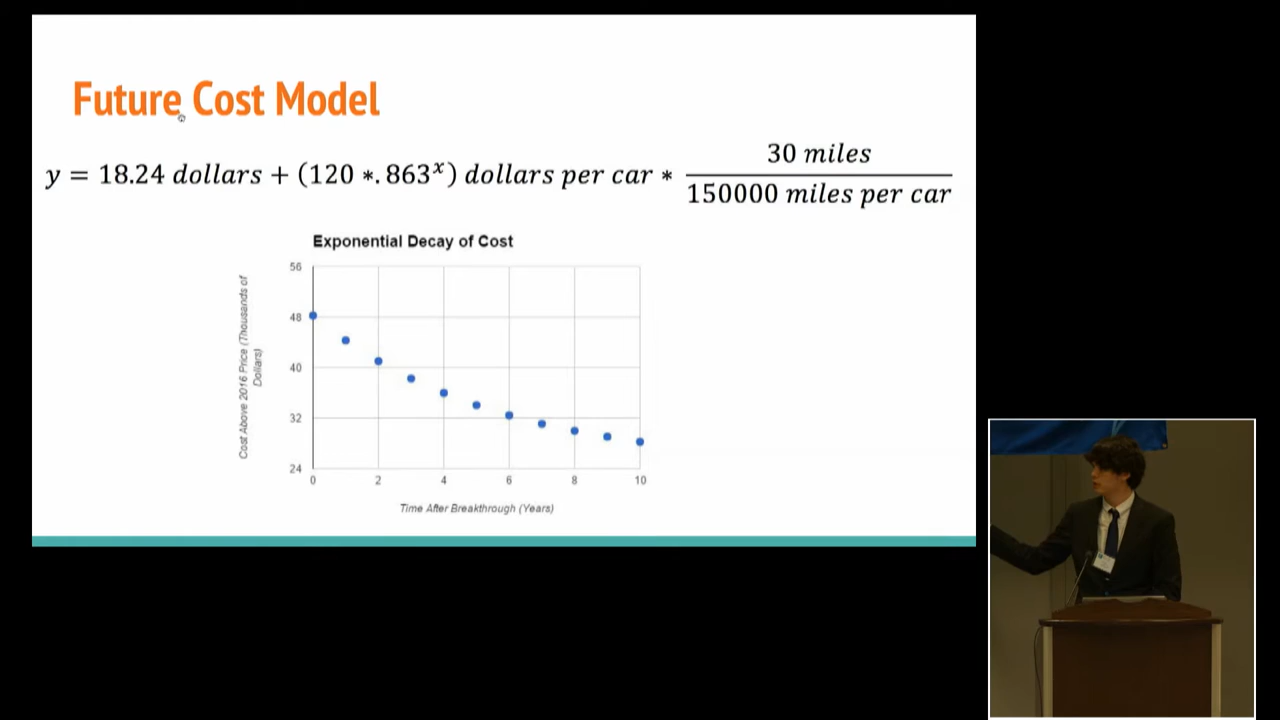 Future Cost Model
y = 18.24 dollars + (120 *. 863^x) dollars per car * 30 miles / 150000 miles per car
Exponential Decay of Cost
Cost Above 2016 Price (Thousands of
Dollars)
56
48
40
32
24
0 2 4 6 8 10
Time After Breakthrough (Years)